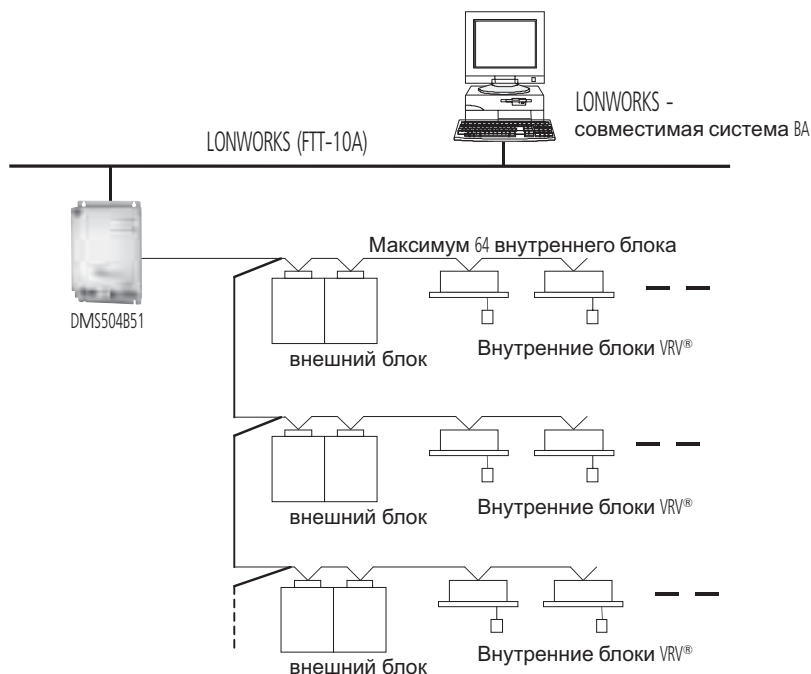 LONWORKS -
совместимая система BA
LONWORKS (FTT-10A)
Максимум 64 внутреннего блока
DMS504B51
внешний блок
Внутренние блоки VRV®
внешний блок
Внутренние блоки VRV®
внешний блок
Внутренние блоки VRV®